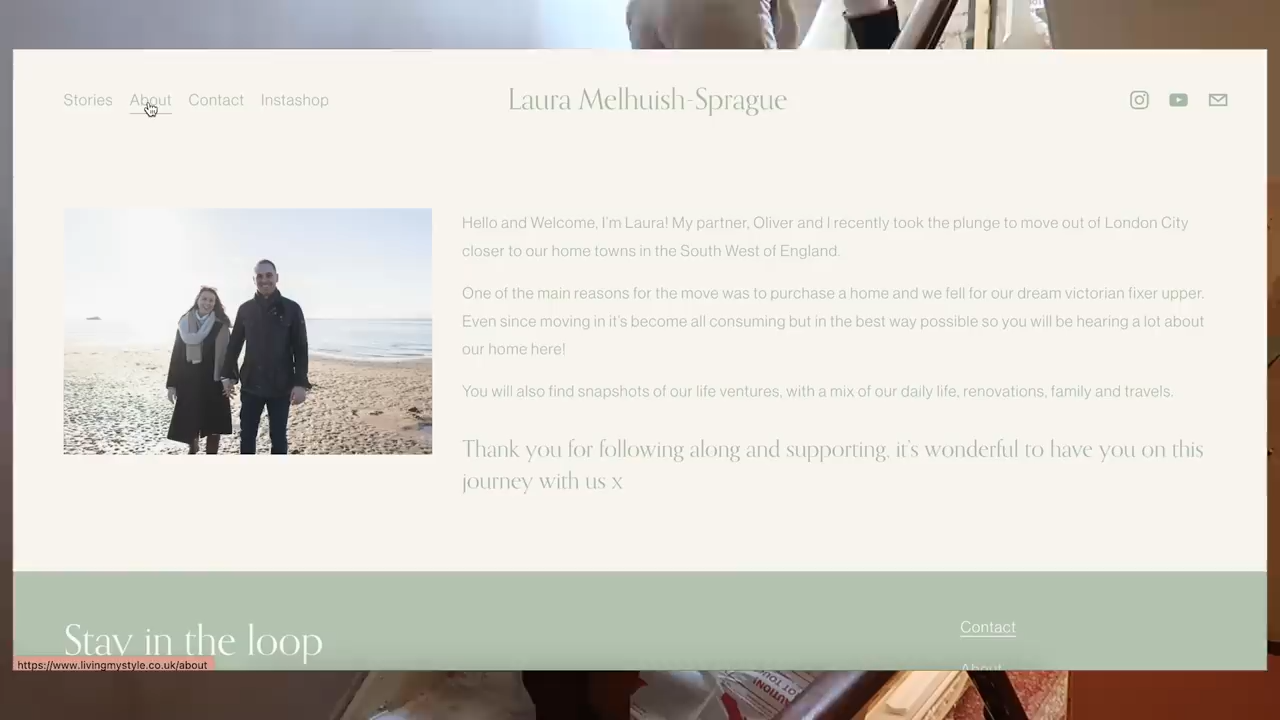 Stories About Contact Instashop
Laura Melhuish-Sprague
Hello and Welcome, I'm Laura! My partner, Oliver and I recently took the plunge to move out of London City
closer to our home towns in the South West of England.
One of the main reasons for the move was to purchase a home and we fell for our dream victorian fixer upper.
Even since moving in it's become all consuming but in the best way possible so you will be hearing a lot about
our home here!
You will also find snapshots of our life ventures, with a mix of our daily life, renovations, family and travels.
Thank you for following along and supporting. it's wonderful to have you on this
journey with us x
Stay in the loop
Contact
About
https://www.livingmystyle.co.uk/about
CAUTION!